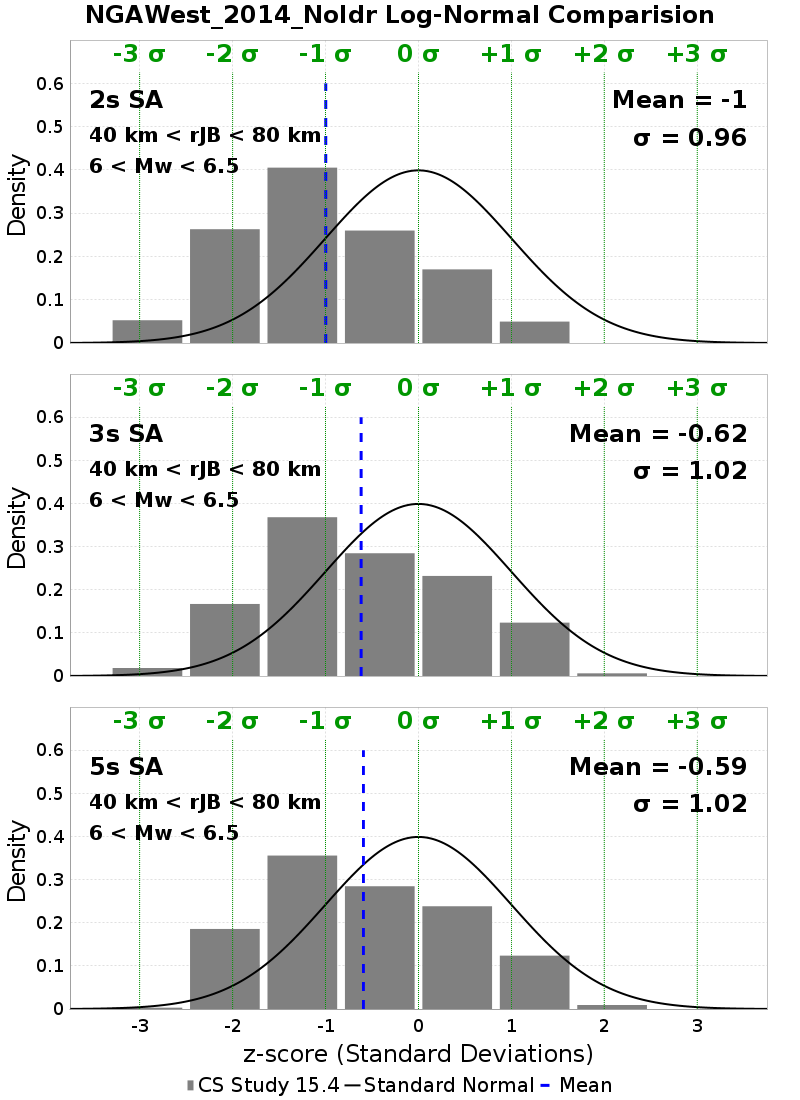 NGAWest_2014_NoIdr Log-Normal Comparision
-3 σ -2 σ -1 σ 0 σ +1 σ +2 σ +3 σ
0.6
2s SA
Mean = -1
0.5
40 km < rJB < 80 km
σ = 0.96
6 < Mw < 6.5
0.4
0.3
0.2
0.1
0
Density
-3 σ -2 σ -1 σ 0 σ +1 σ +2 σ +3 σ
0.6
3s SA
Mean = -0.62
0.5
40 km < rJB < 80 km
σ = 1.02
6 < Mw < 6.5
0.4
0.3
0.2
0.1
0
Density
-3 σ -2 σ -1 σ 0 σ +1 σ +2 σ +3 σ
0.6
5s SA
Mean = -0.59
0.5
40 km < rJB < 80 km
σ = 1.02
6 < Mw < 6.5
0.4
0.3
0.2
0.1
0
Density
-3 -2 -1 0 1 2 3
z-score (Standard Deviations)
CS Study 15.4 Standard Normal Mean